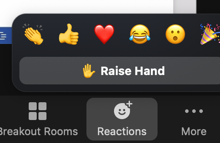 Raise Hand
Breakout Rooms
Reactions
More